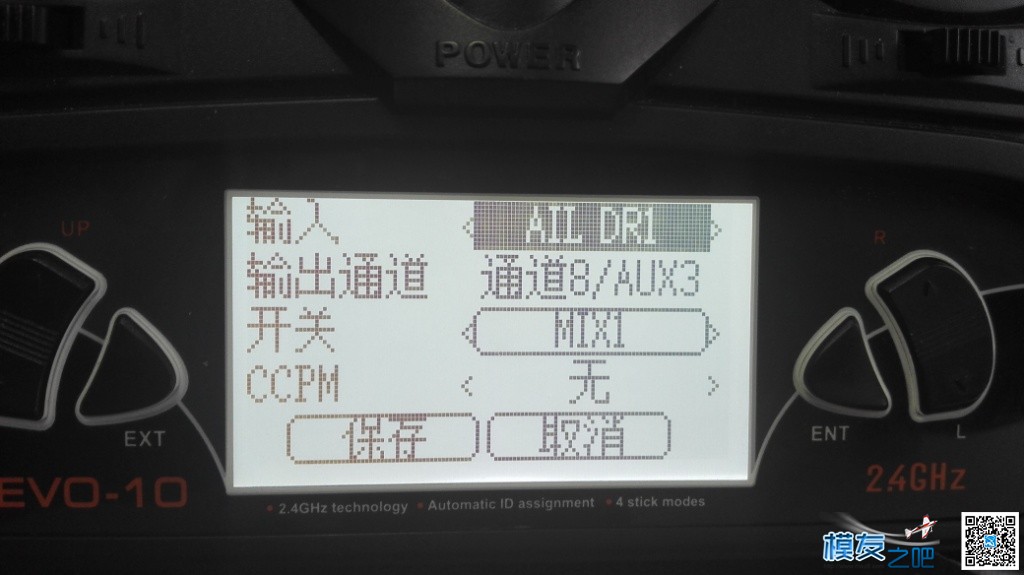 POWER
UP
R
输入 AIL DR1
输出通道 通道8/AUX3
开关 MIX1
CCPM 无
保存 取消
EXT
ENT
L
EVO-10
2.4GHz
• 2.4GHz technology • Automatic ID assignment • 4 stick modes
模友之吧